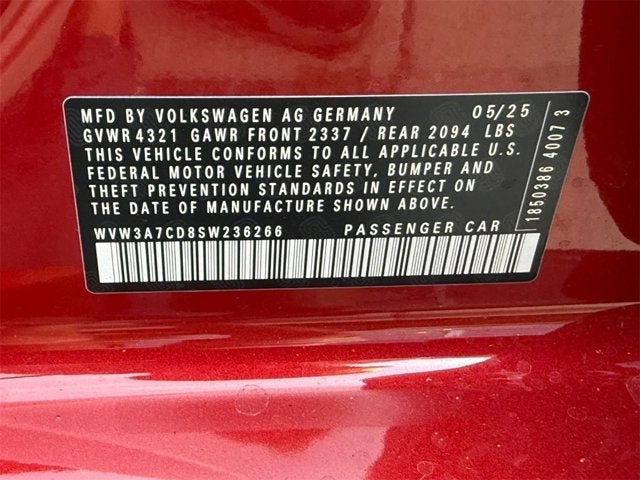 MFD BY VOLKSWAGEN AG GERMANY 05/25
GVWR 4321 GAWR FRONT 2337 / REAR 2094 LBS
THIS VEHICLE CONFORMS TO ALL APPLICABLE U.S.
FEDERAL MOTOR VEHICLE SAFETY, BUMPER AND
THEFT PREVENTION STANDARDS IN EFFECT ON
THE DATE OF MANUFACTURE SHOWN ABOVE.
WVW3A7CD8SW236266 PASSENGER CAR
1850386 4007 3